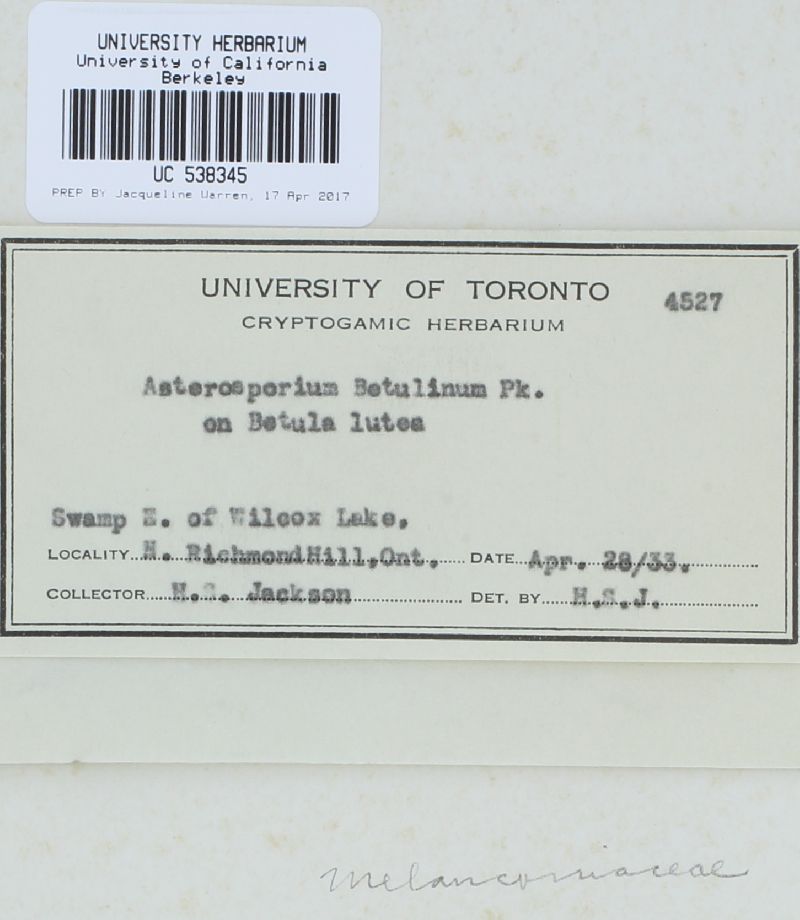 UNIVERSITY HERBARIUM
University of California
Berkeley
UC 538345
PREP BY Jacqueline Warren, 17 Apr 2017
UNIVERSITY OF TORONTO 4527
CRYPTOGAMIC HERBARIUM
Asterosporium Betulinum Pk.
on Betula lutea
Swamp E. of Wilcox Lake,
LOCALITY N. RichmondHill,Ont. DATE Apr. 28/33.
COLLECTOR H.S. Jackson DET. BY H.S.J.
Melanconiaceae